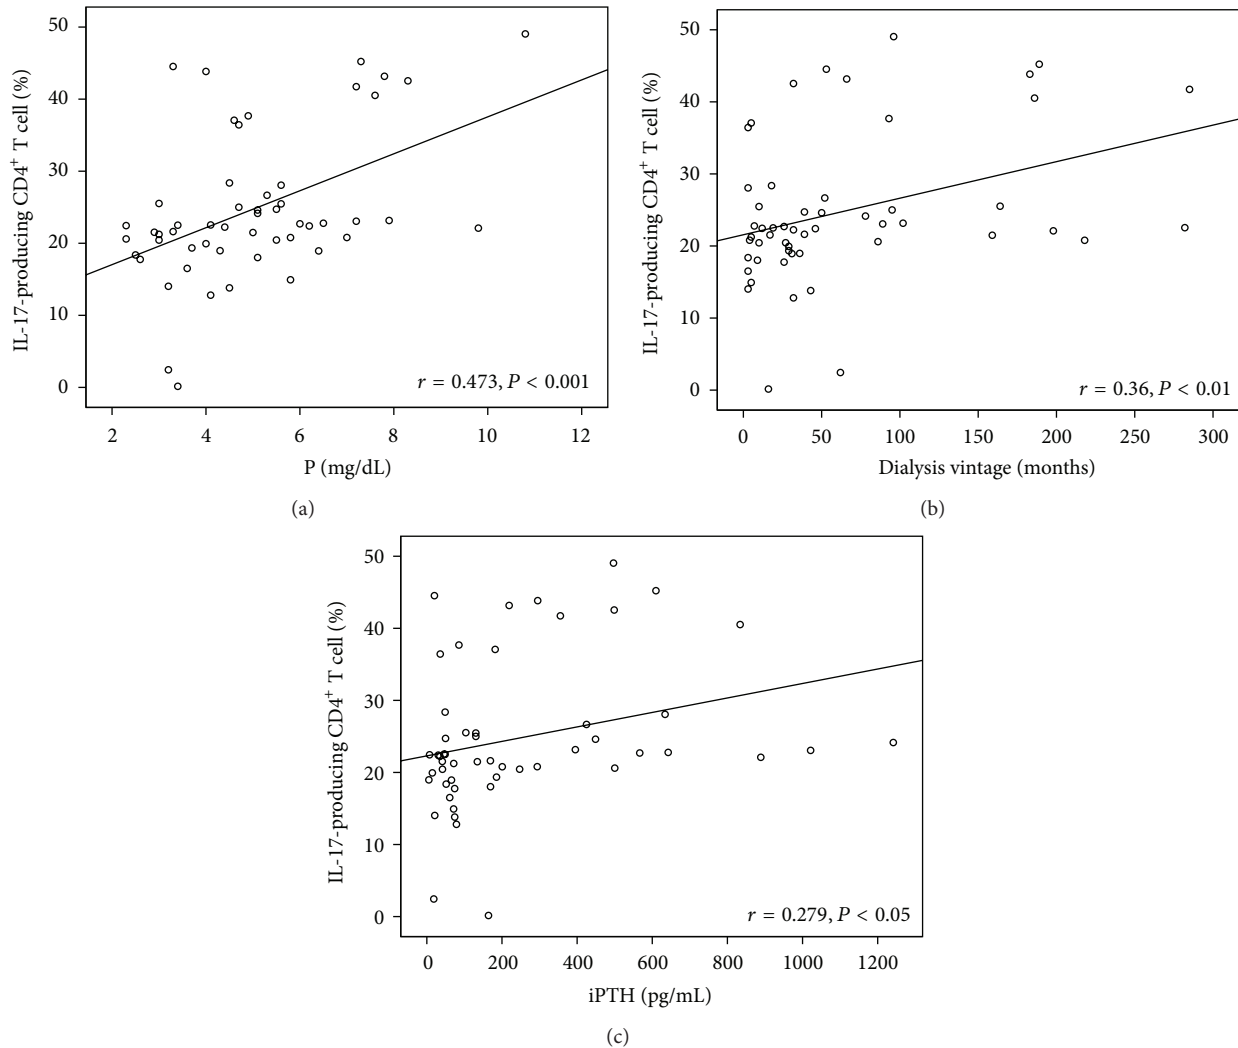 50
40
30
20
10
0
IL-17-producing CD4⁺ T cell (%)
r = 0.473, P < 0.001
2 4 6 8 10 12
P (mg/dL)
(a)
50
40
30
20
10
0
IL-17-producing CD4⁺ T cell (%)
r = 0.36, P < 0.01
0 50 100 150 200 250 300
Dialysis vintage (months)
(b)
50
40
30
20
10
0
IL-17-producing CD4⁺ T cell (%)
r = 0.279, P < 0.05
0 200 400 600 800 1000 1200
iPTH (pg/mL)
(c)